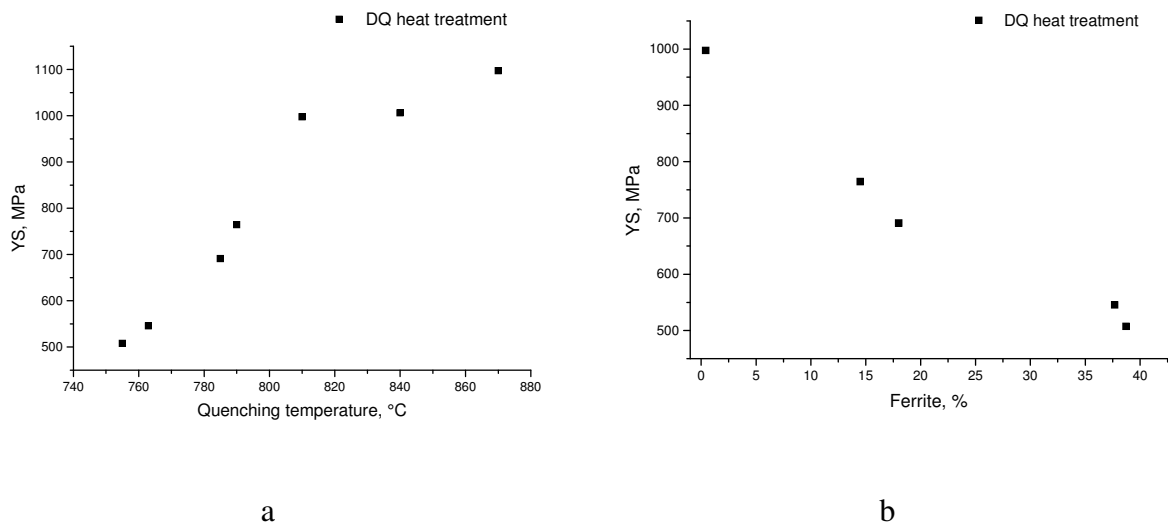 DQ heat treatment
1100
1000
900
800
700
600
500
YS, MPa
740 760 780 800 820 840 860 880
Quenching temperature, °C
a
DQ heat treatment
1000
900
800
700
600
500
YS, MPa
0 5 10 15 20 25 30 35 40
Ferrite, %
b